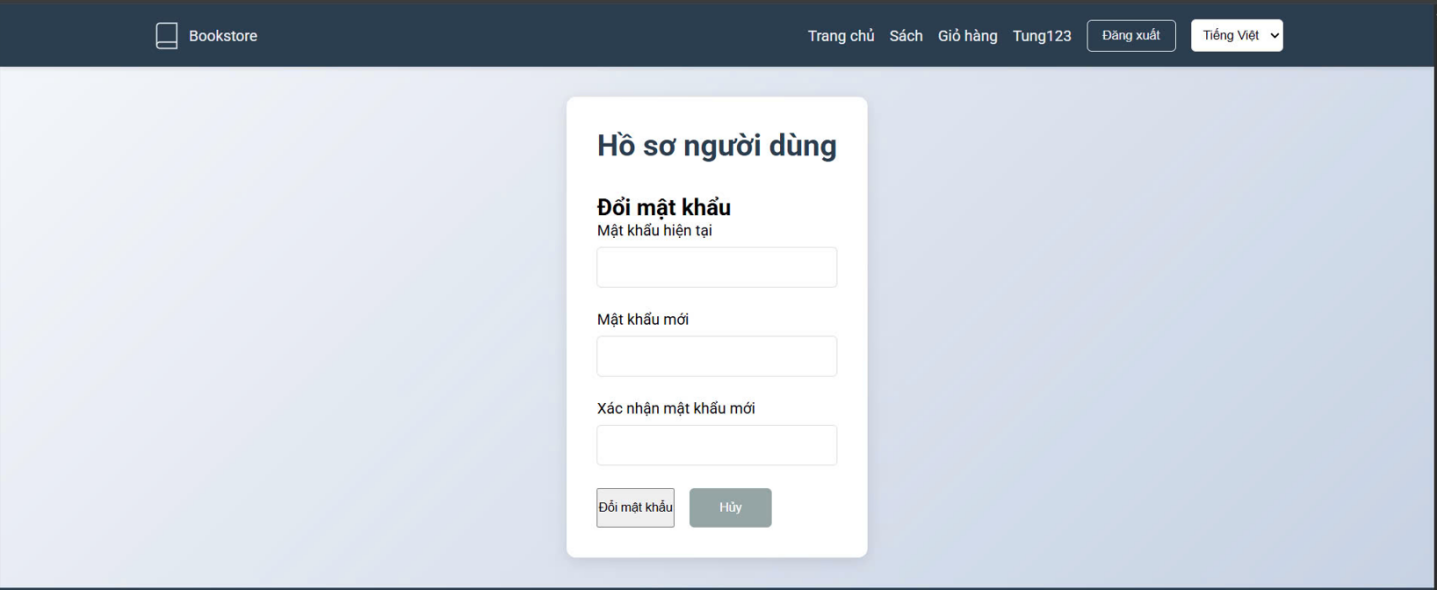 Bookstore
Trang chủ Sách Giỏ hàng Tung123 Đăng xuất Tiếng Việt
Hồ sơ người dùng
Đổi mật khẩu
Mật khẩu hiện tại
Mật khẩu mới
Xác nhận mật khẩu mới
Đổi mật khẩu Hủy